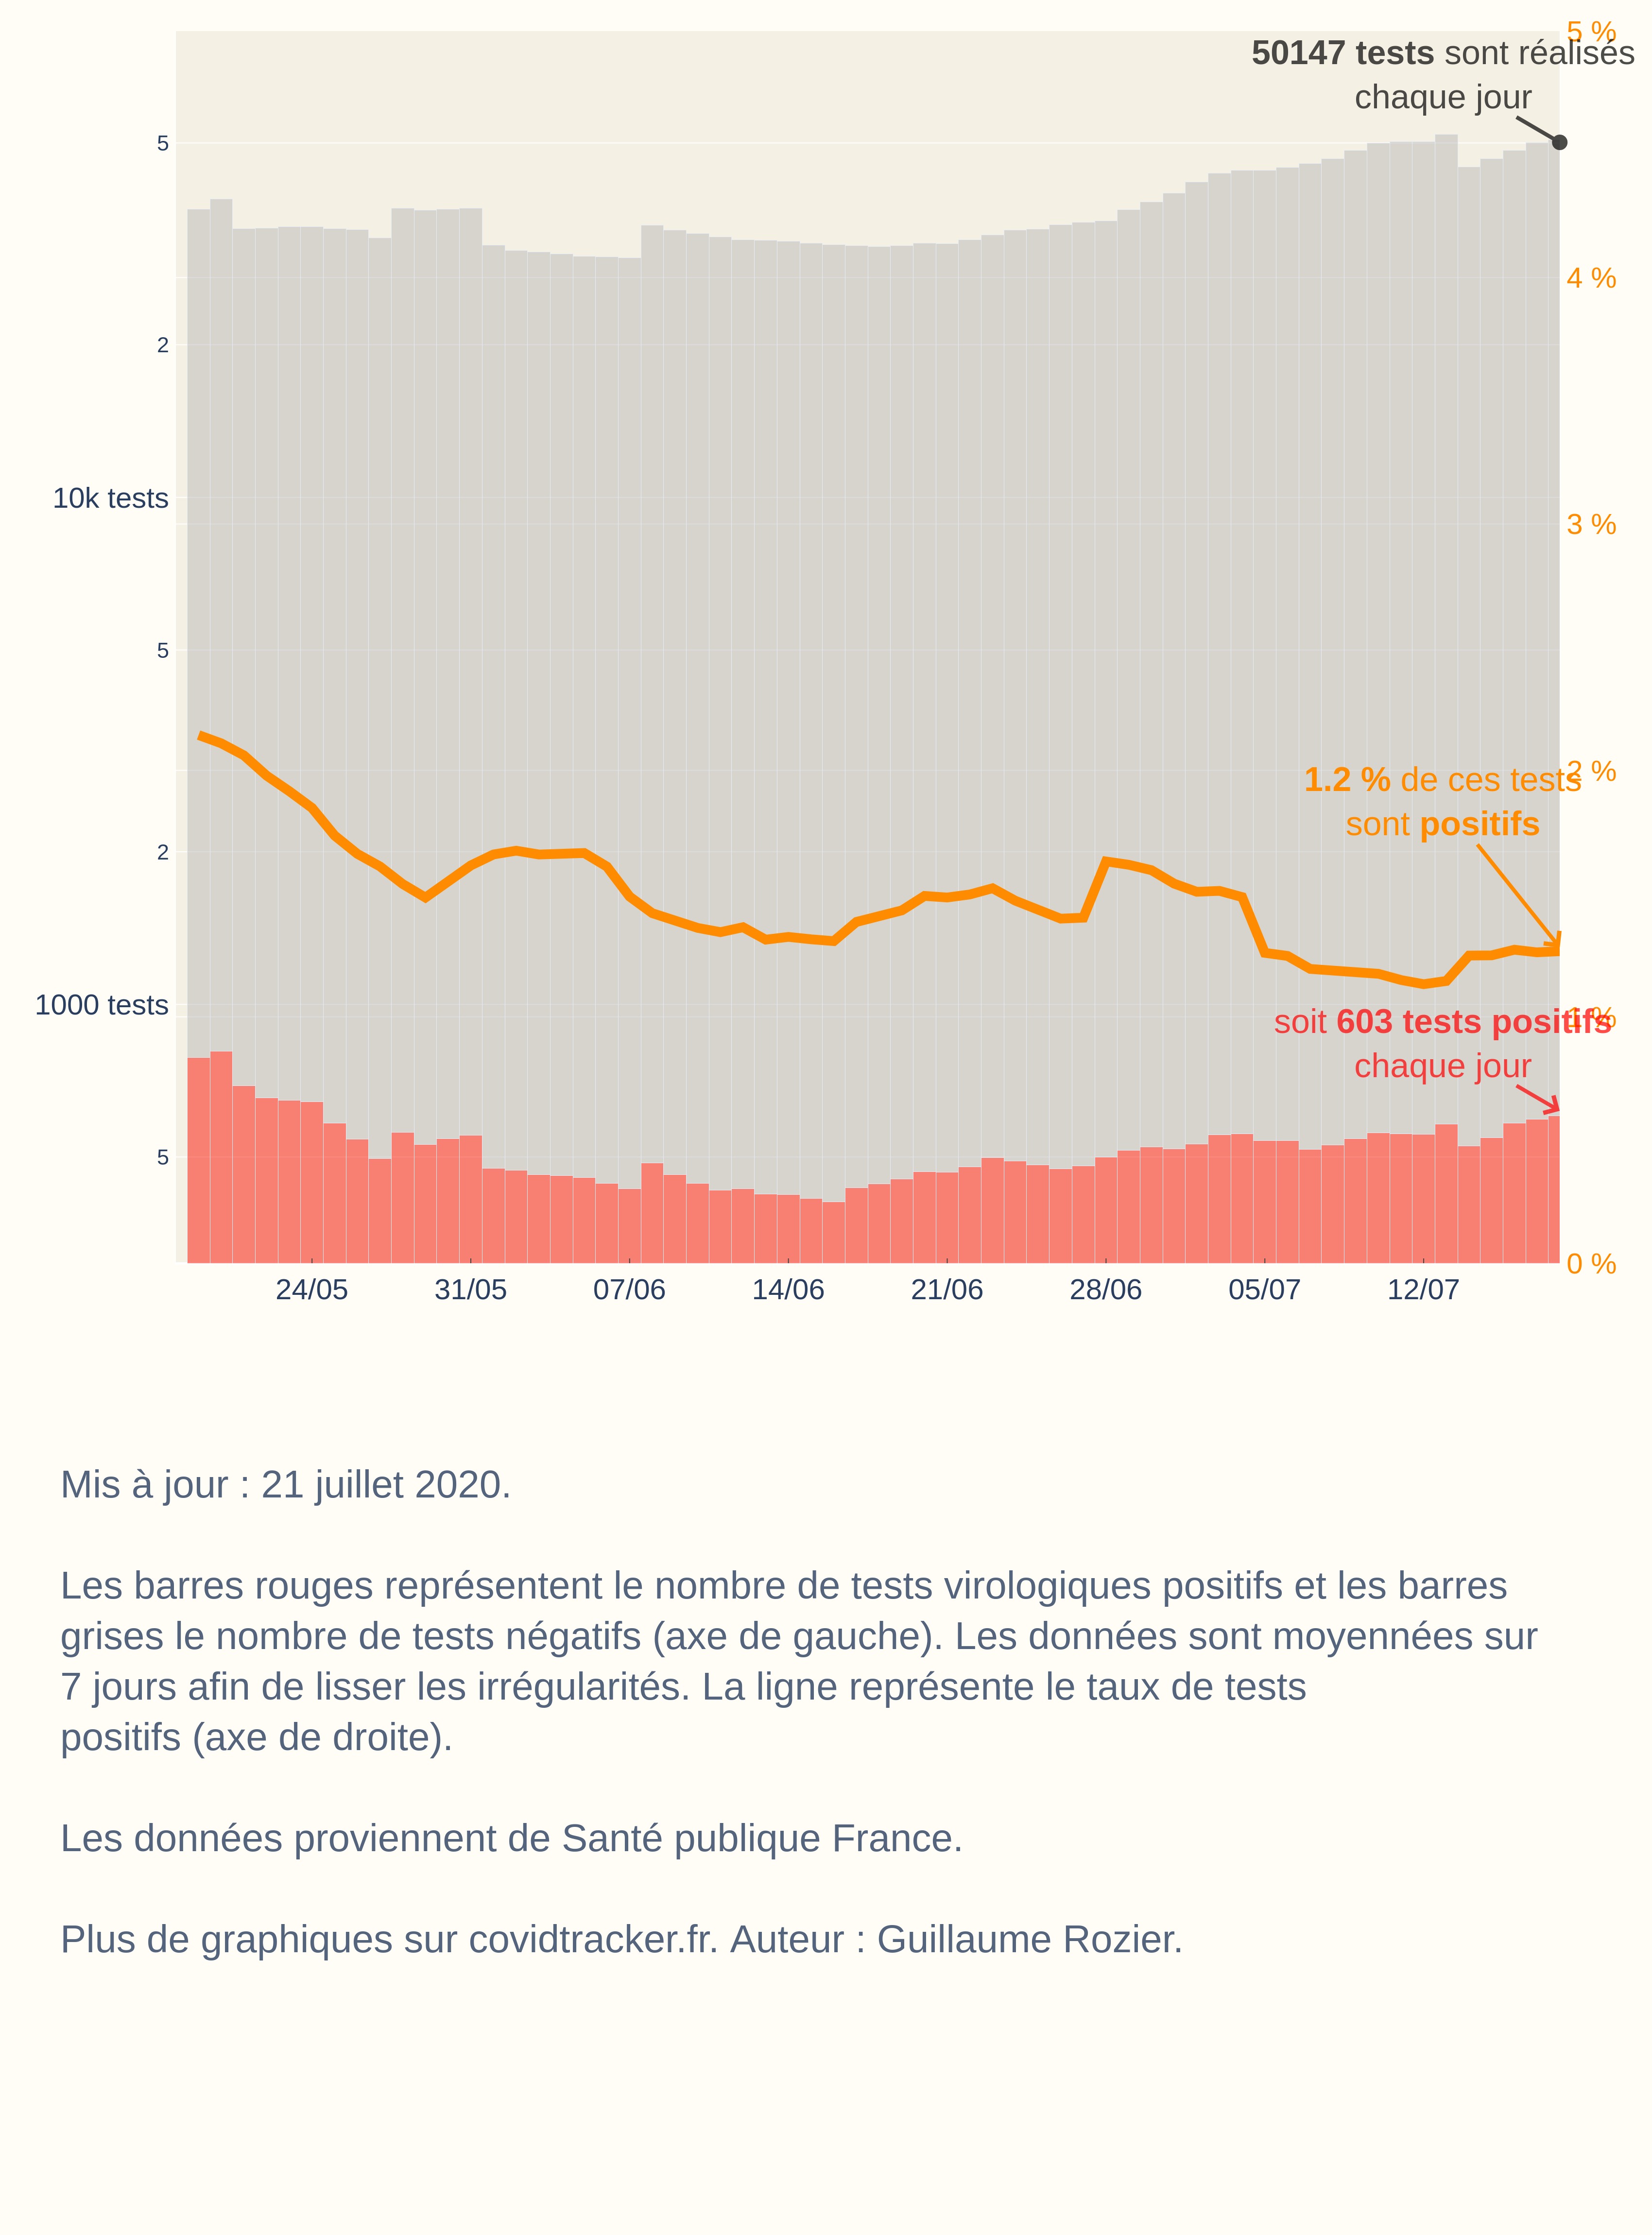 5 %
50147 tests sont réalisés
chaque jour
5
4 %
2
10k tests
3 %
5
2 %
1.2 % de ces tests
sont positifs
2
1000 tests
1 %
soit 603 tests positifs
chaque jour
5
0 %
24/05 31/05 07/06 14/06 21/06 28/06 05/07 12/07
Mis à jour : 21 juillet 2020.
Les barres rouges représentent le nombre de tests virologiques positifs et les barres
grises le nombre de tests négatifs (axe de gauche). Les données sont moyennées sur
7 jours afin de lisser les irrégularités. La ligne représente le taux de tests
positifs (axe de droite).
Les données proviennent de Santé publique France.
Plus de graphiques sur covidtracker.fr. Auteur : Guillaume Rozier.